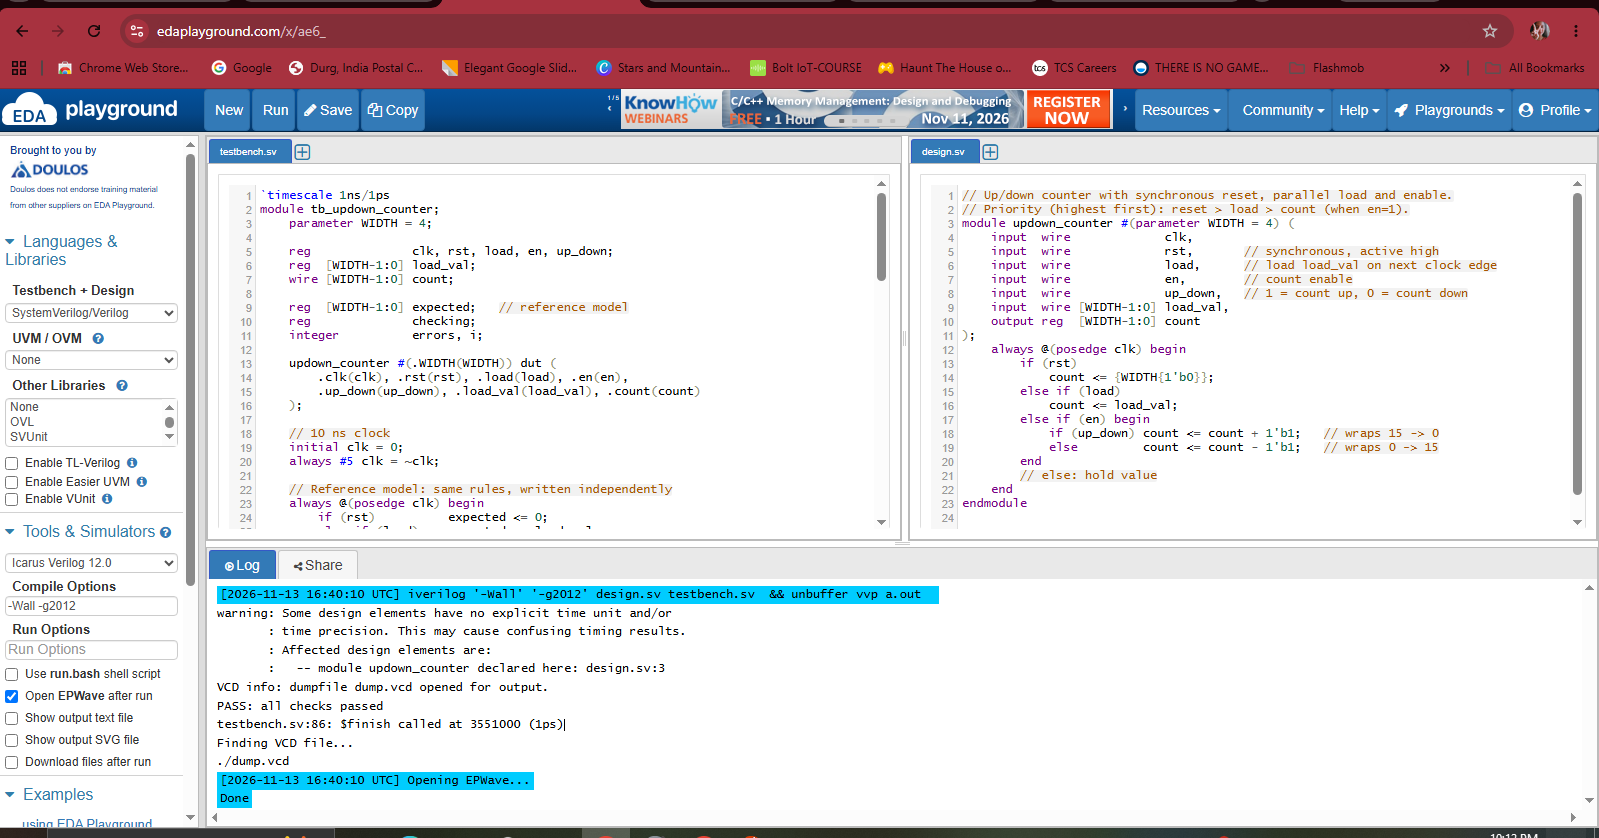 edaplayground.com/x/ae6_
Chrome Web Store...
Google
Durg, India Postal C...
Elegant Google Slid...
Stars and Mountain...
Bolt IoT-COURSE
Haunt The House o...
tcs TCS Careers
THERE IS NO GAME...
Flashmob
»
All Bookmarks
EDA playground
New
Run
Save
Copy
1/5
KnowHow
WEBINARS
C/C++ Memory Management: Design and Debugging
FREE • 1 Hour
Nov 11, 2026
REGISTER
NOW
Resources
Community
Help
Playgrounds
Profile
Brought to you by
DOULOS
Doulos does not endorse training material
from other suppliers on EDA Playground.
Languages &
Libraries
Testbench + Design
SystemVerilog/Verilog
UVM / OVM
None
Other Libraries
None
OVL
SVUnit
Enable TL-Verilog
Enable Easier UVM
Enable VUnit
Tools & Simulators
Icarus Verilog 12.0
Compile Options
-Wall -g2012
Run Options
Run Options
Use run.bash shell script
Open EPWave after run
Show output text file
Show output SVG file
Download files after run
Examples
using EDA Playground
testbench.sv
1 `timescale 1ns/1ps
2 module tb_updown_counter;
3     parameter WIDTH = 4;
4
5     reg              clk, rst, load, en, up_down;
6     reg  [WIDTH-1:0] load_val;
7     wire [WIDTH-1:0] count;
8
9     reg  [WIDTH-1:0] expected;   // reference model
10     reg              checking;
11     integer          errors, i;
12
13     updown_counter #(.WIDTH(WIDTH)) dut (
14         .clk(clk), .rst(rst), .load(load), .en(en),
15         .up_down(up_down), .load_val(load_val), .count(count)
16     );
17
18     // 10 ns clock
19     initial clk = 0;
20     always #5 clk = ~clk;
21
22     // Reference model: same rules, written independently
23     always @(posedge clk) begin
24         if (rst)          expected <= 0;
design.sv
1 // Up/down counter with synchronous reset, parallel load and enable.
2 // Priority (highest first): reset > load > count (when en=1).
3 module updown_counter #(parameter WIDTH = 4) (
4     input  wire             clk,
5     input  wire             rst,       // synchronous, active high
6     input  wire             load,      // load load_val on next clock edge
7     input  wire             en,        // count enable
8     input  wire             up_down,   // 1 = count up, 0 = count down
9     input  wire [WIDTH-1:0] load_val,
10     output reg  [WIDTH-1:0] count
11 );
12     always @(posedge clk) begin
13         if (rst)
14             count <= {WIDTH{1'b0}};
15         else if (load)
16             count <= load_val;
17         else if (en) begin
18             if (up_down) count <= count + 1'b1;   // wraps 15 -> 0
19             else         count <= count - 1'b1;   // wraps 0 -> 15
20         end
21         // else: hold value
22     end
23 endmodule
24
Log
Share
[2026-11-13 16:40:10 UTC] iverilog '-Wall' '-g2012' design.sv testbench.sv  && unbuffer vvp a.out
warning: Some design elements have no explicit time unit and/or
       : time precision. This may cause confusing timing results.
       : Affected design elements are:
       :   -- module updown_counter declared here: design.sv:3
VCD info: dumpfile dump.vcd opened for output.
PASS: all checks passed
testbench.sv:86: $finish called at 3551000 (1ps)
Finding VCD file...
./dump.vcd
[2026-11-13 16:40:10 UTC] Opening EPWave...
Done